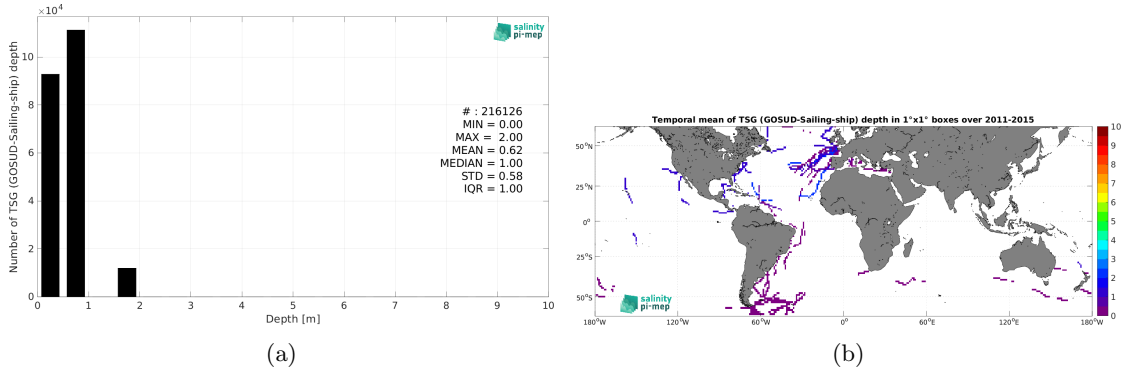 ×10⁴
10
8
6
4
2
0
Number of TSG (GOSUD-Sailing-ship) depth
salinity
pi-mep
# : 216126
MIN = 0.00
MAX = 2.00
MEAN = 0.62
MEDIAN = 1.00
STD = 0.58
IQR = 1.00
0 1 2 3 4 5 6 7 8 9 10
Depth [m]
(a)
Temporal mean of TSG (GOSUD-Sailing-ship) depth in 1°x1° boxes over 2011-2015
50°N
25°N
0°
25°S
50°S
salinity
pi-mep
180°W 120°W 60°W 0° 60°E 120°E 180°W
10
9
8
7
6
5
4
3
2
1
0
(b)